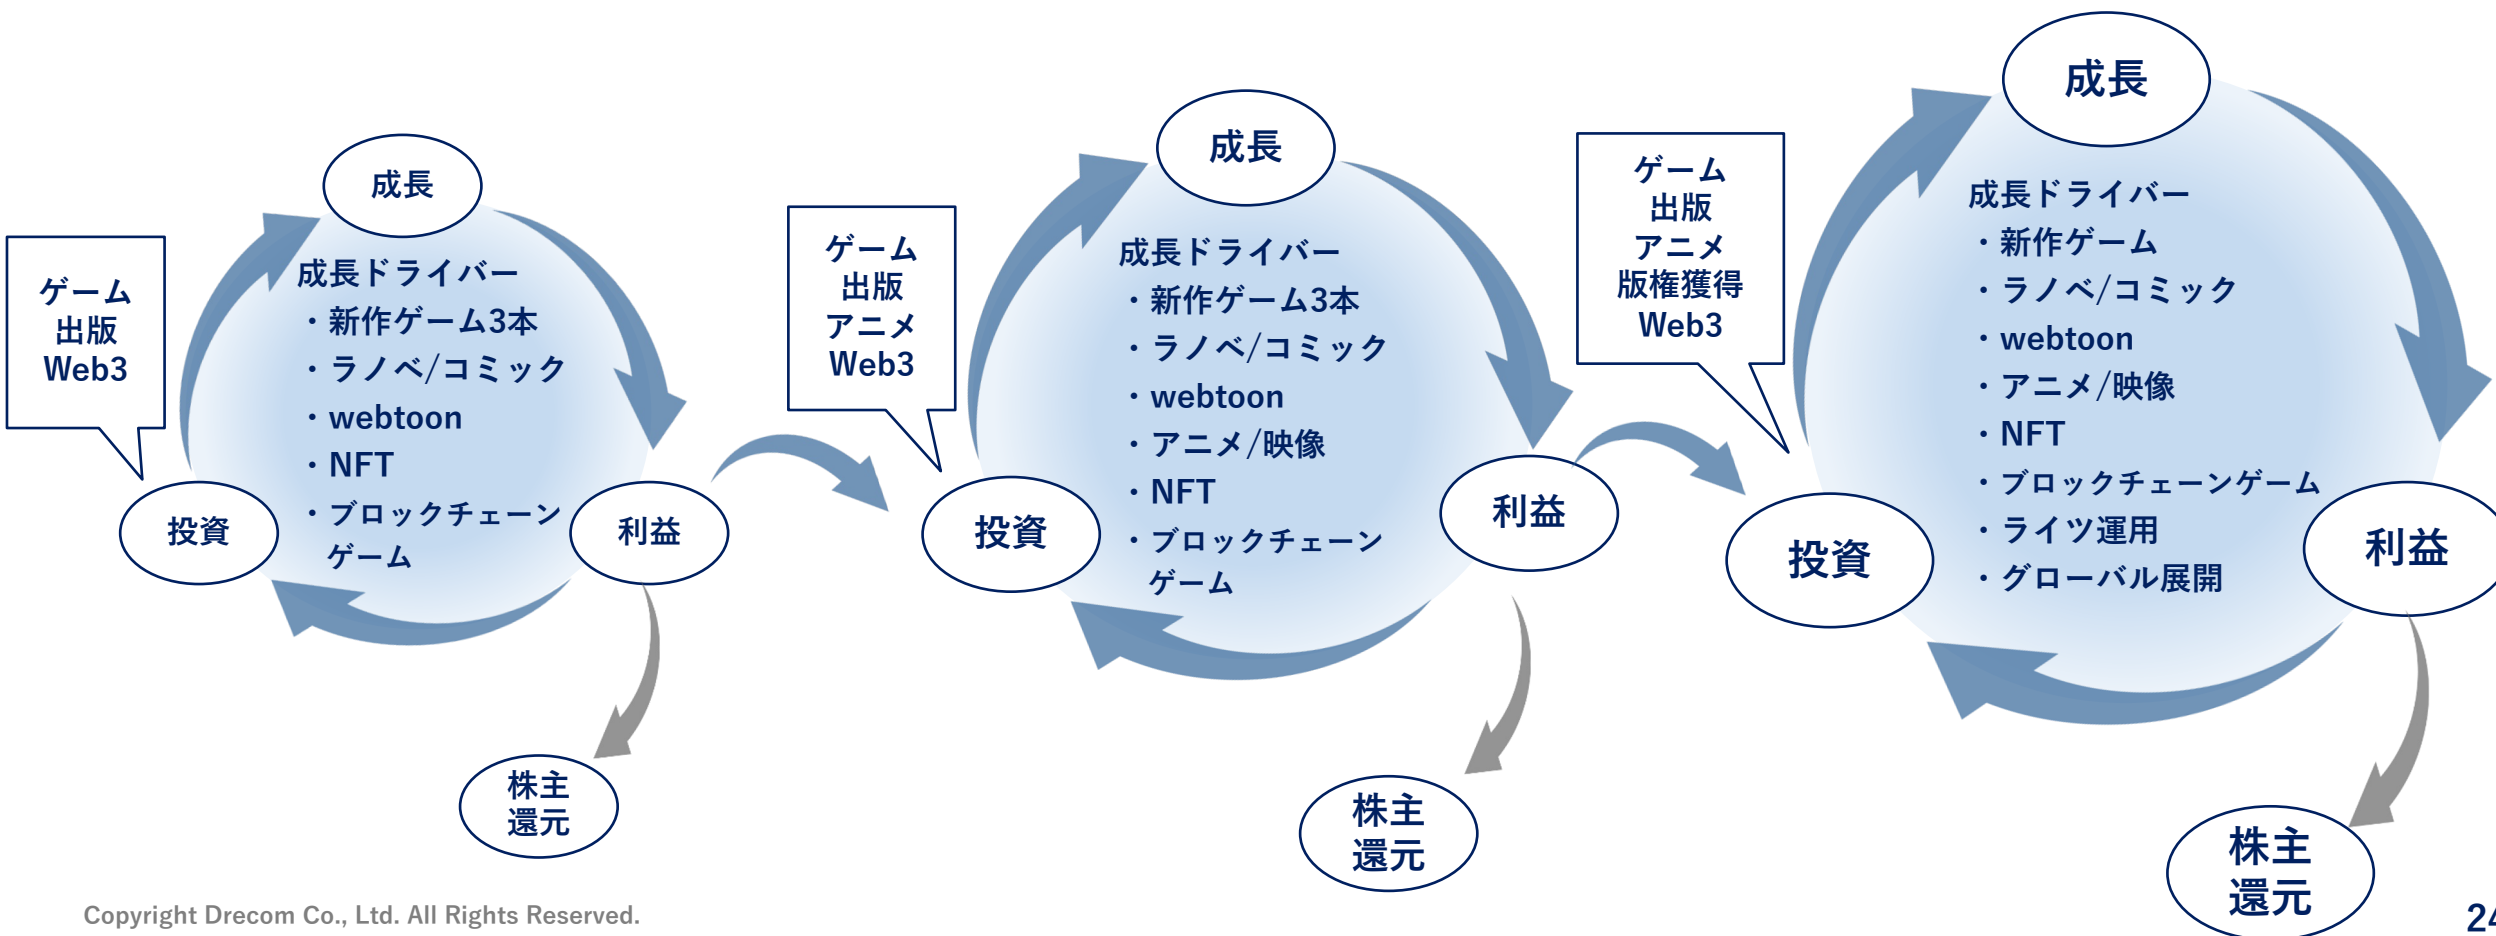 成長
成長ドライバー
・新作ゲーム3本
・ラノベ/コミック
・webtoon
・NFT
・ブロックチェーン
ゲーム
ゲーム
出版
Web3
投資
利益
株主
還元
成長
成長ドライバー
・新作ゲーム3本
・ラノベ/コミック
・webtoon
・アニメ/映像
・NFT
・ブロックチェーン
ゲーム
ゲーム
出版
アニメ
Web3
投資
利益
株主
還元
成長
成長ドライバー
・新作ゲーム
・ラノベ/コミック
・webtoon
・アニメ/映像
・NFT
・ブロックチェーンゲーム
・ライツ運用
・グローバル展開
ゲーム
出版
アニメ
版権獲得
Web3
投資
利益
株主
還元
Copyright Drecom Co., Ltd. All Rights Reserved.
24